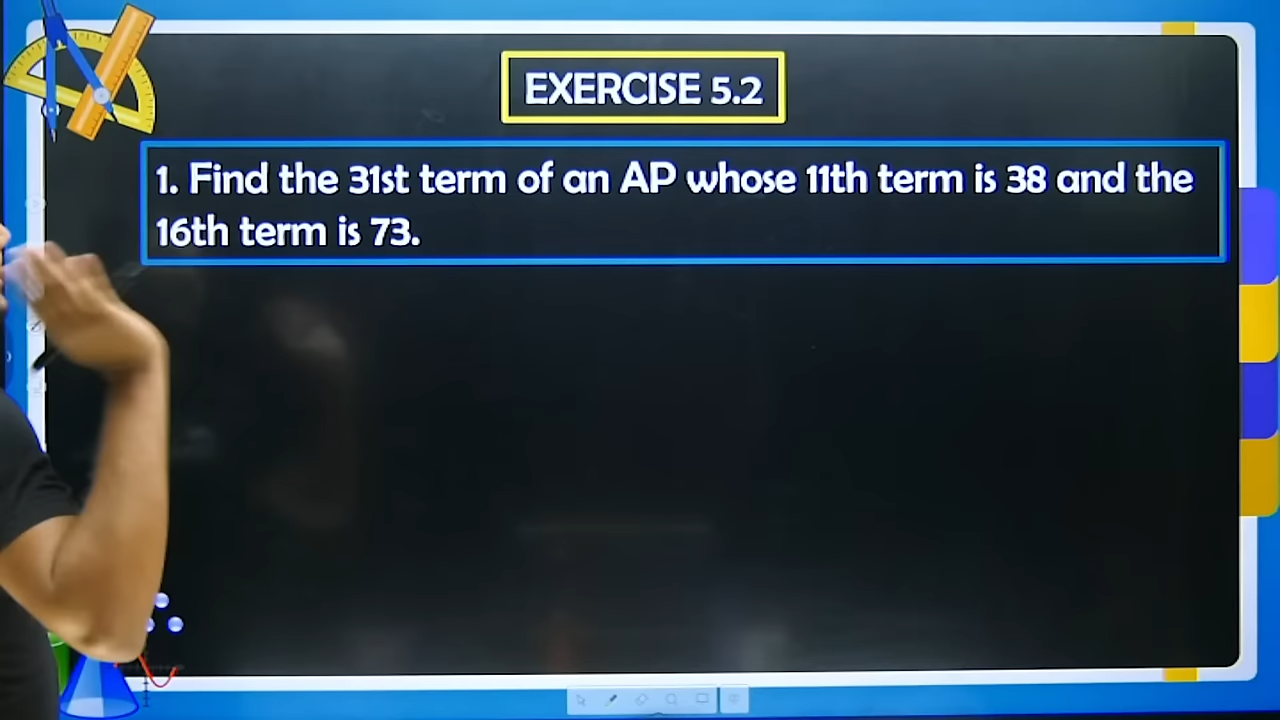 EXERCISE 5.2
1. Find the 31st term of an AP whose 11th term is 38 and the
16th term is 73.